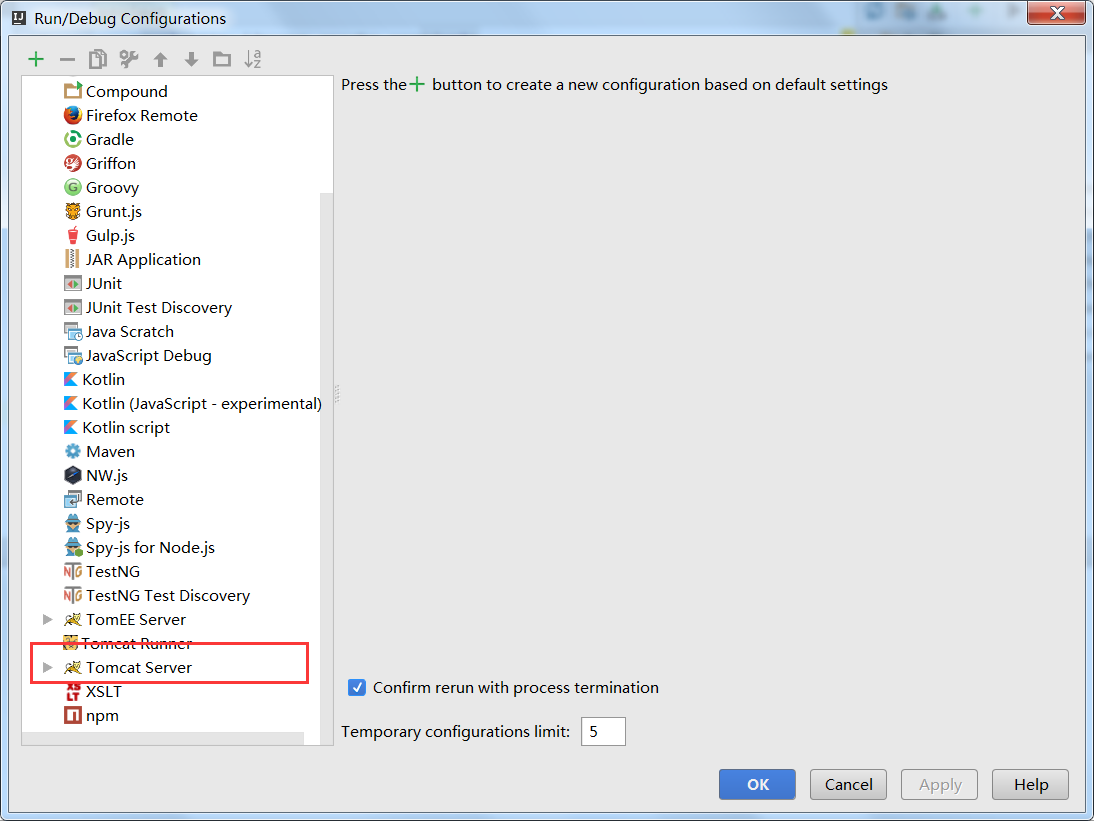 Run/Debug Configurations
Press the + button to create a new configuration based on default settings
Compound
Firefox Remote
Gradle
Griffon
Groovy
Grunt.js
Gulp.js
JAR Application
JUnit
JUnit Test Discovery
Java Scratch
JavaScript Debug
Kotlin
Kotlin (JavaScript - experimental)
Kotlin script
Maven
NW.js
Remote
Spy-js
Spy-js for Node.js
TestNG
TestNG Test Discovery
TomEE Server
Tomcat Runner
Tomcat Server
XSLT
npm
Confirm rerun with process termination
Temporary configurations limit: 5
OK Cancel Apply Help